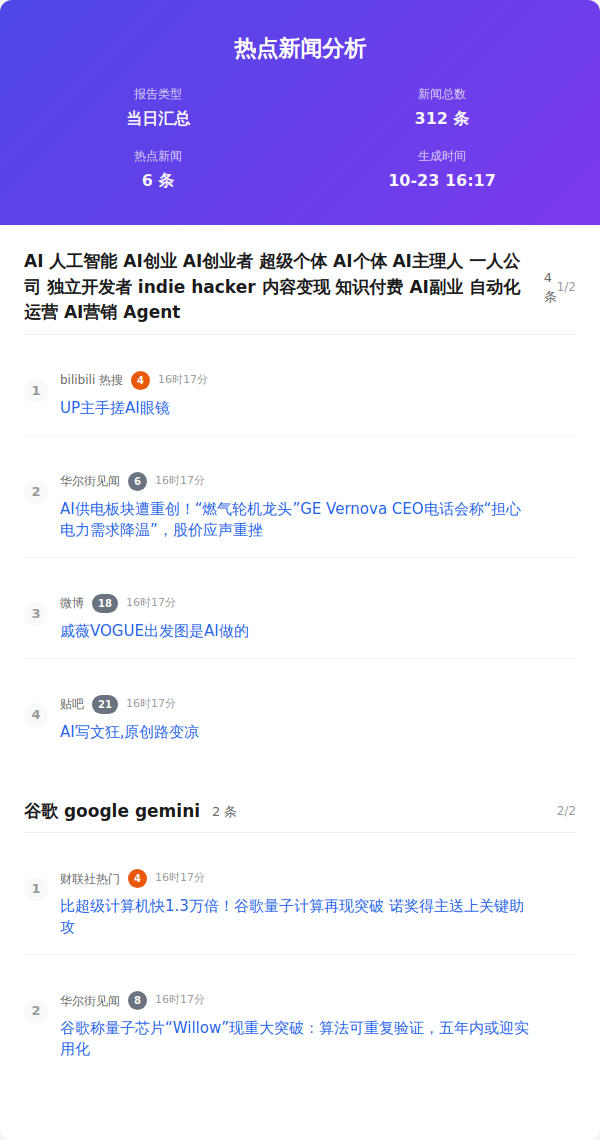 热点新闻分析
报告类型
当日汇总
新闻总数
312 条
热点新闻
6 条
生成时间
10-23 16:17
AI 人工智能 AI创业 AI创业者 超级个体 AI个体 AI主理人 一人公
司 独立开发者 indie hacker 内容变现 知识付费 AI副业 自动化
运营 AI营销 Agent
4
条
1/2
1
bilibili 热搜 4 16时17分
UP主手搓AI眼镜
2
华尔街见闻 6 16时17分
AI供电板块遭重创！“燃气轮机龙头”GE Vernova CEO电话会称“担心
电力需求降温”，股价应声重挫
3
微博 18 16时17分
戚薇VOGUE出发图是AI做的
4
贴吧 21 16时17分
AI写文狂,原创路变凉
谷歌 google gemini 2 条 2/2
1
财联社热门 4 16时17分
比超级计算机快1.3万倍！谷歌量子计算再现突破 诺奖得主送上关键助
攻
2
华尔街见闻 8 16时17分
谷歌称量子芯片“Willow”现重大突破：算法可重复验证，五年内或迎实
用化